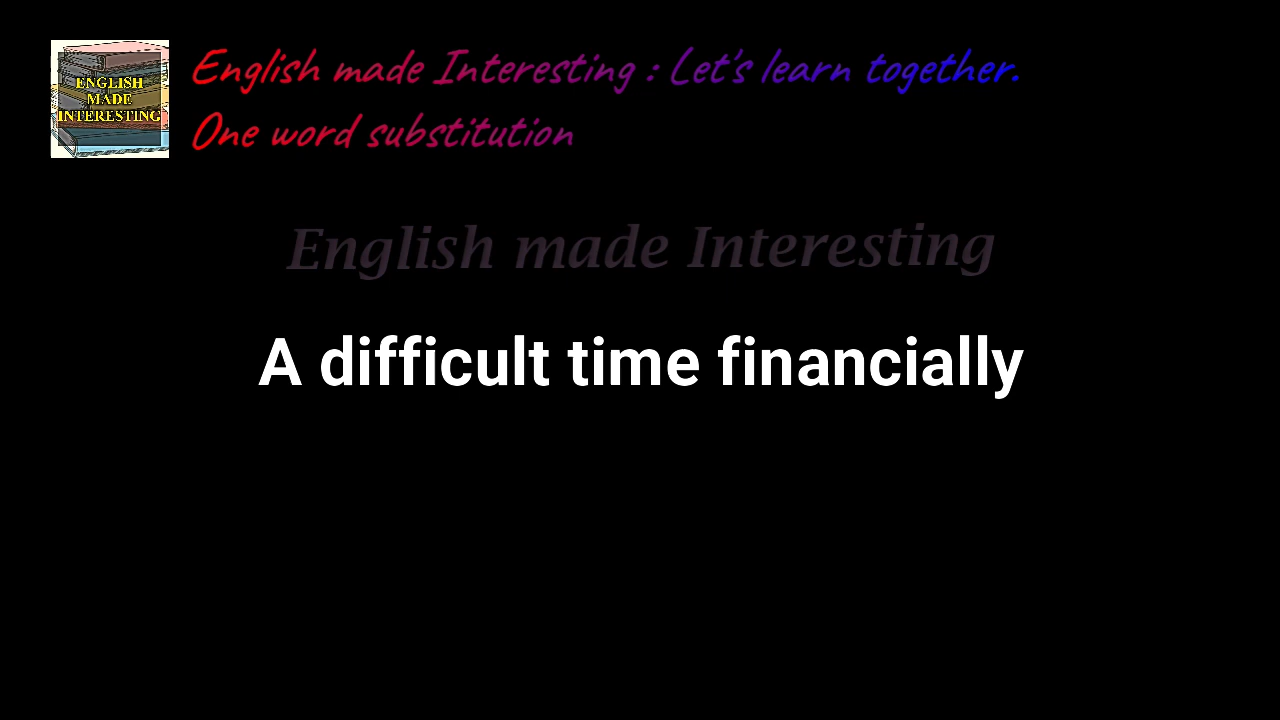 ENGLISH
MADE
INTERESTING
English made Interesting : Let's learn together.
One word substitution
English made Interesting
A difficult time financially